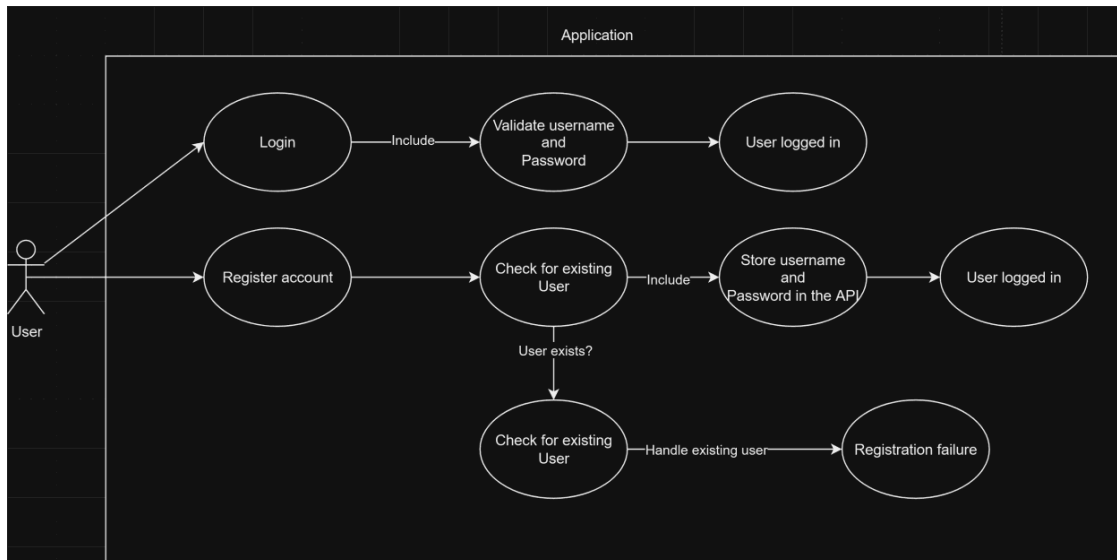 Application
Login
Include
Validate username
and
Password
User logged in
Register account
Check for existing
User
Include
Store username
and
Password in the API
User logged in
User
User exists?
Check for existing
User
Handle existing user
Registration failure